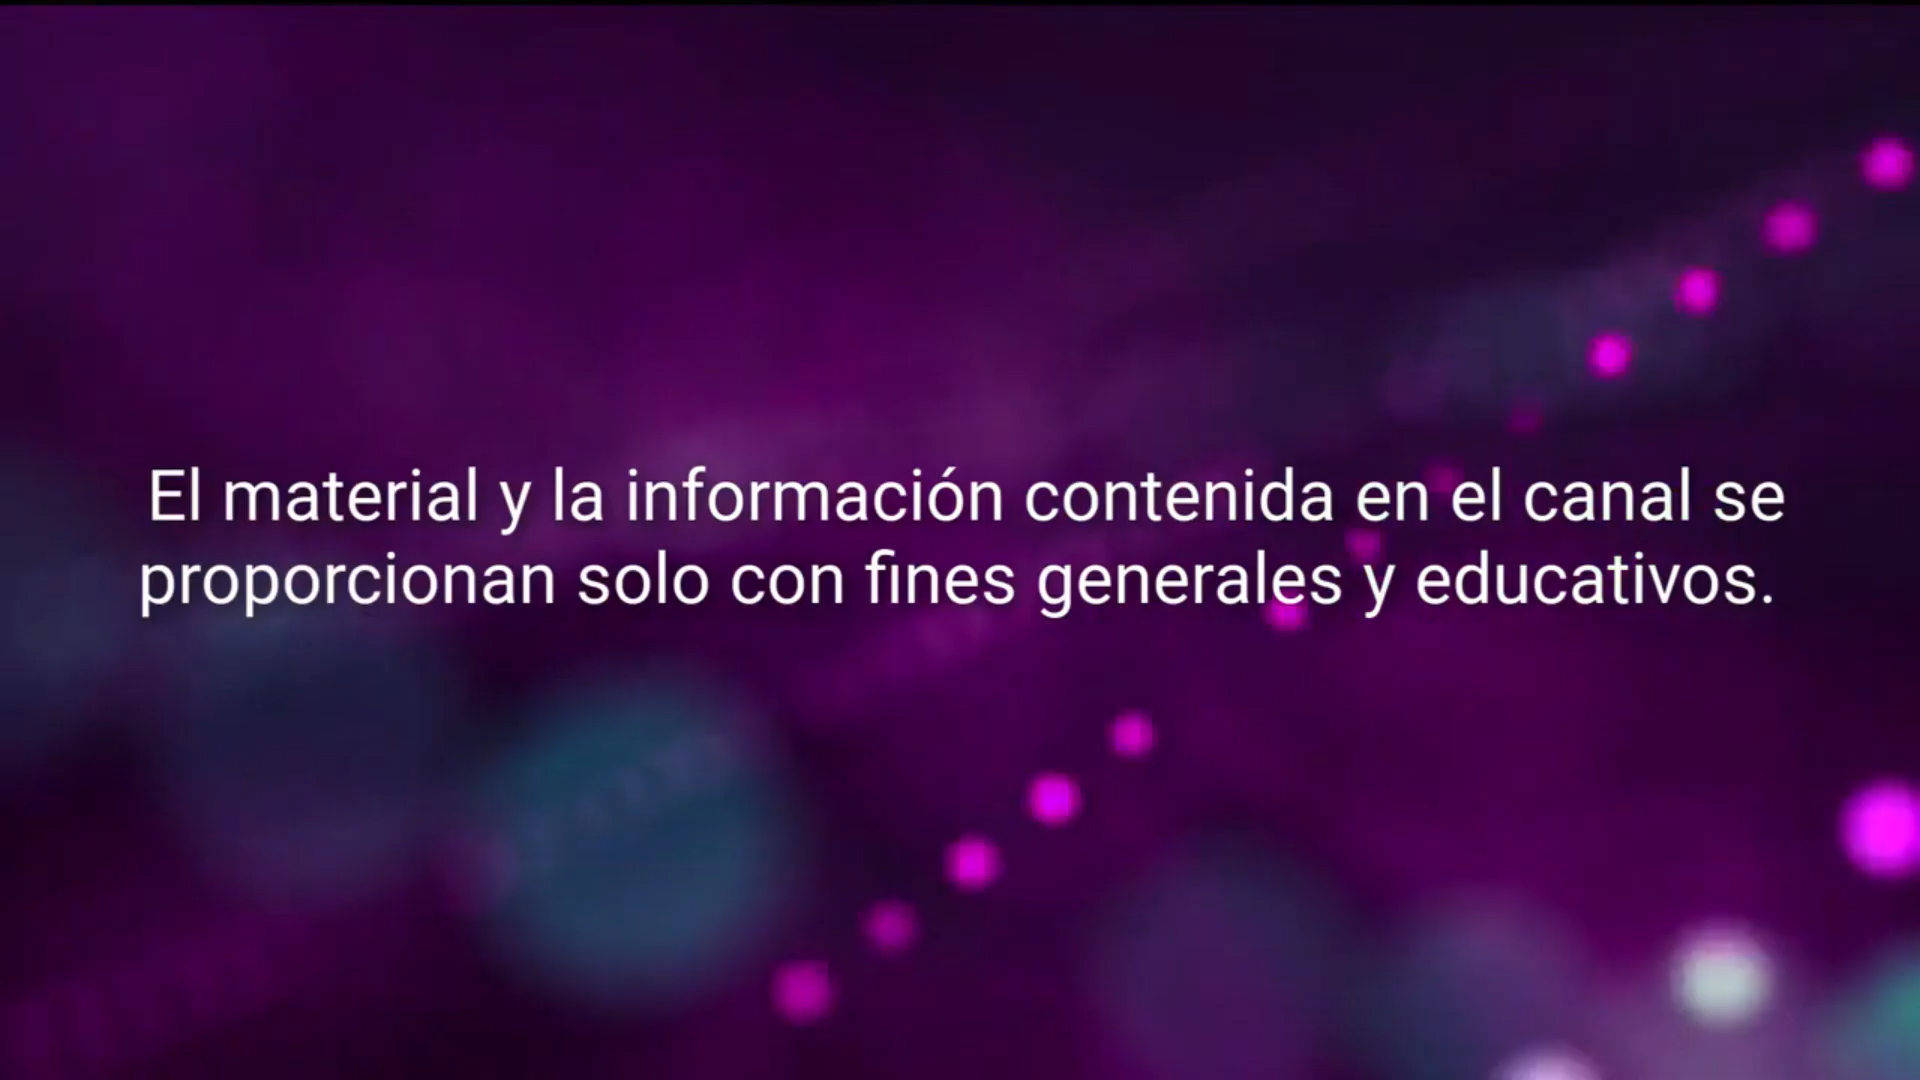 El material y la información contenida en el canal se
proporcionan solo con fines generales y educativos.